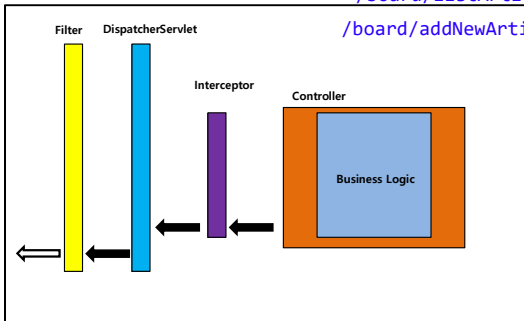 /board/addNewArti
Filter DispatcherServlet
Interceptor
Controller
Business Logic